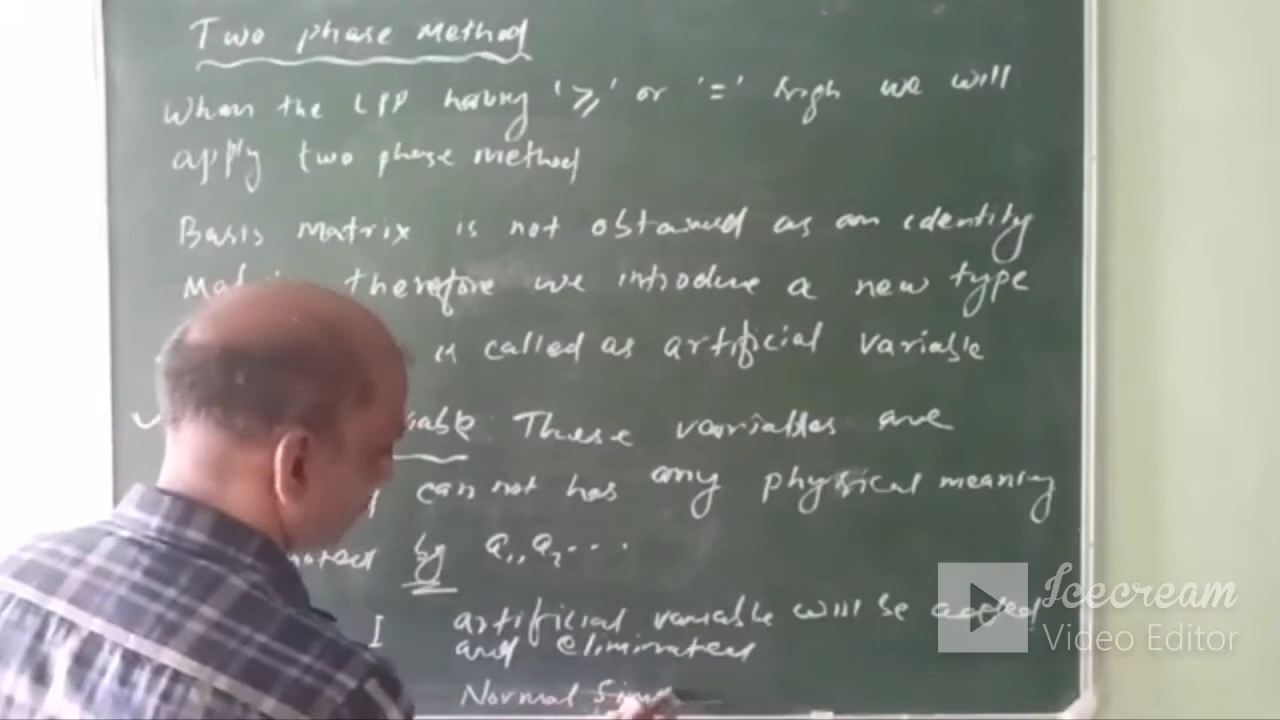 Two phase Method
When the LPP having '≥' or '=' sign we will
apply two phase method
Basis Matrix is not obtained as an identity
therefore we introduce a new type
is called as artificial variable
These variables are
can not has any physical meaning
by a₁, a₂ ...
I artificial variable will be added
and eliminated
Normal
Icecream
Video Editor